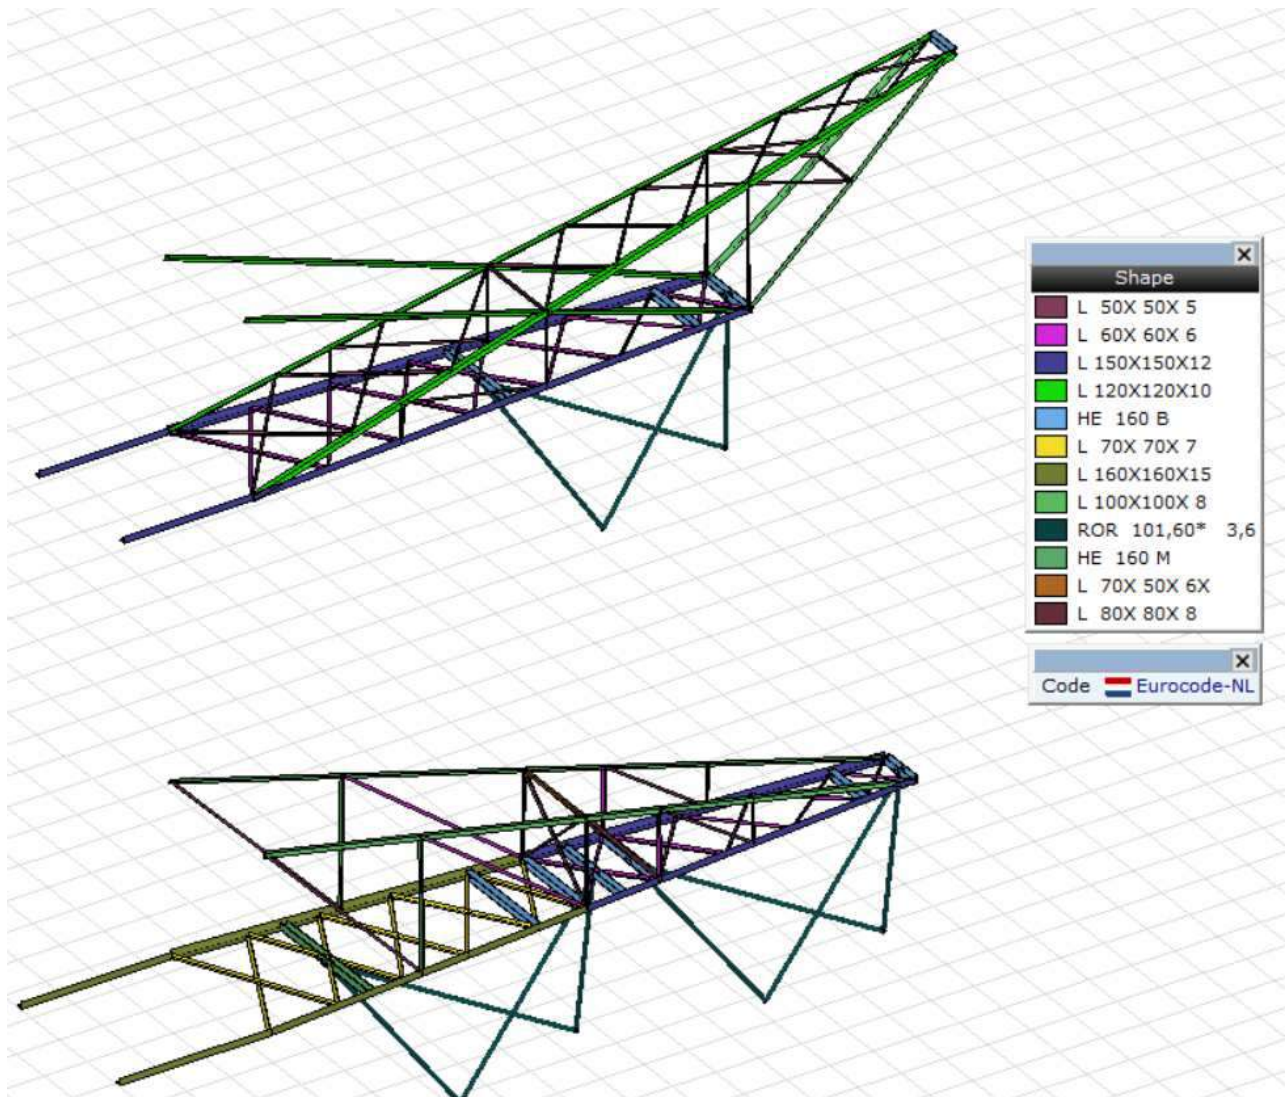 Shape
L 50X 50X 5
L 60X 60X 6
L 150X150X12
L 120X120X10
HE 160 B
L 70X 70X 7
L 160X160X15
L 100X100X 8
ROR 101,60* 3,6
HE 160 M
L 70X 50X 6X
L 80X 80X 8
Code Eurocode-NL